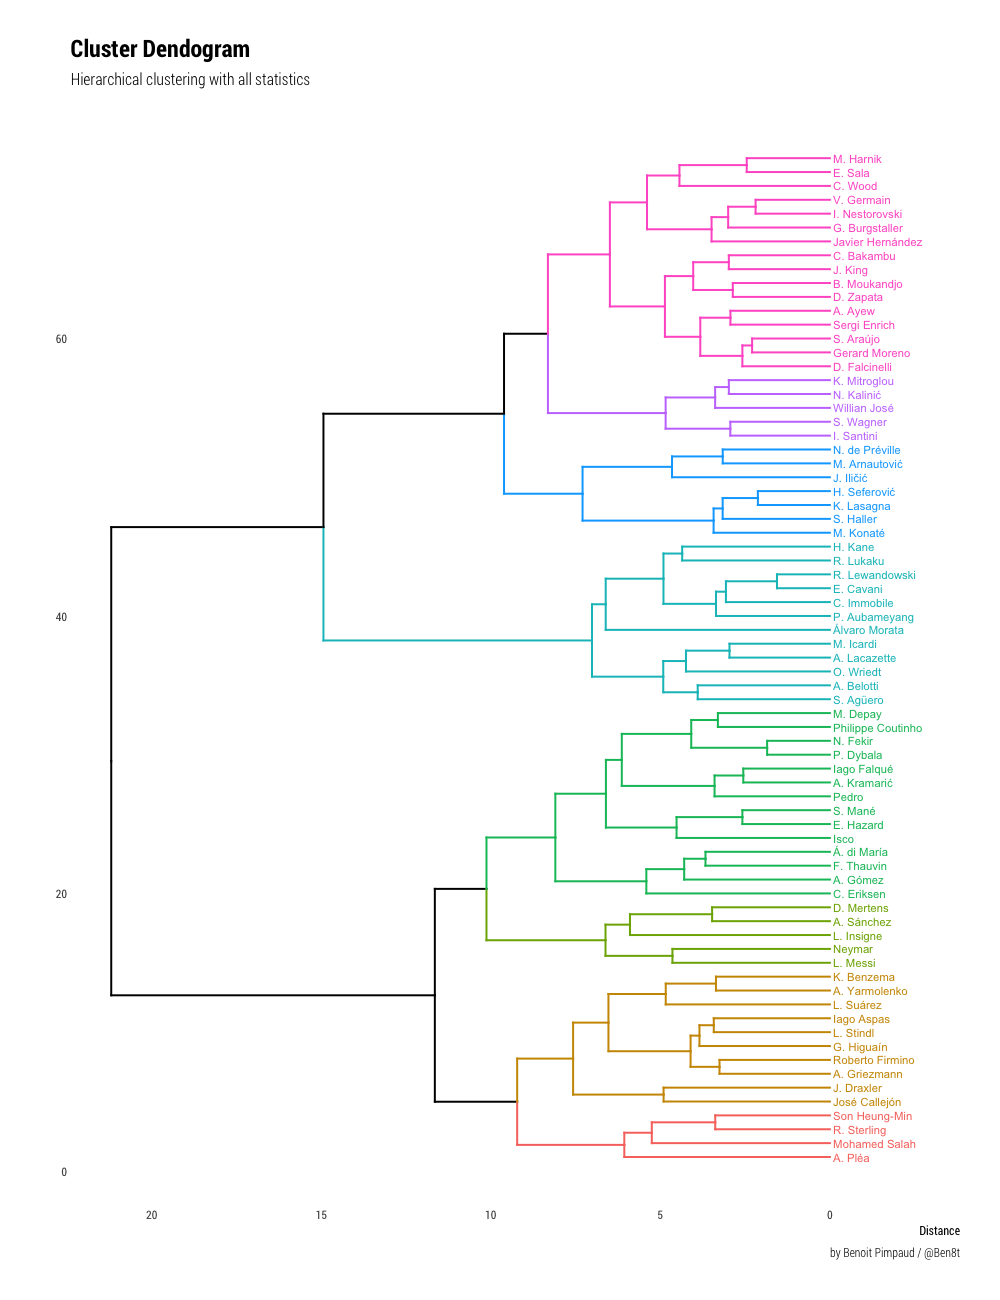 Cluster Dendogram
Hierarchical clustering with all statistics
M. Harnik
E. Sala
C. Wood
V. Germain
I. Nestorovski
G. Burgstaller
Javier Hernández
C. Bakambu
J. King
B. Moukandjo
D. Zapata
A. Ayew
Sergi Enrich
S. Araújo
60
Gerard Moreno
D. Falcinelli
K. Mitroglou
N. Kalinić
Willian José
S. Wagner
I. Santini
N. de Préville
M. Arnautović
J. Iličić
H. Seferović
K. Lasagna
S. Haller
M. Konaté
H. Kane
R. Lukaku
R. Lewandowski
E. Cavani
C. Immobile
40
P. Aubameyang
Álvaro Morata
M. Icardi
A. Lacazette
O. Wriedt
A. Belotti
S. Agüero
M. Depay
Philippe Coutinho
N. Fekir
P. Dybala
Iago Falqué
A. Kramarić
Pedro
S. Mané
E. Hazard
Isco
Á. di María
F. Thauvin
A. Gómez
20
C. Eriksen
D. Mertens
A. Sánchez
L. Insigne
Neymar
L. Messi
K. Benzema
A. Yarmolenko
L. Suárez
Iago Aspas
L. Stindl
G. Higuaín
Roberto Firmino
A. Griezmann
J. Draxler
José Callejón
Son Heung-Min
R. Sterling
Mohamed Salah
A. Pléa
0
20 15 10 5 0
Distance
by Benoit Pimpaud / @Ben8t